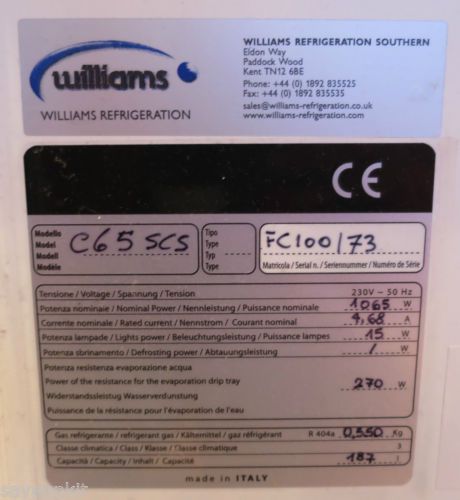 williams
WILLIAMS REFRIGERATION
WILLIAMS REFRIGERATION SOUTHERN
Eldon Way
Paddock Wood
Kent TN12 6BE
Phone: +44 (0) 1892 835525
Fax: +44 (0) 1892 835535
sales@williams-refrigeration.co.uk
www.williams-refrigeration.com
CE
Modello
Model
Modell
Modèle
C65 SCS
Tipo
Type
Typ
Type
FC100/73
Matricola / Serial n. / Seriennummer / Numéro de Série
Tensione / Voltage / Spannung / Tension 230V ~ 50 Hz
Potenza nominale / Nominal Power / Nennleistung / Puissance nominale 1065 W
Corrente nominale / Rated current / Nennstrom / Courant nominal 4,68 A
Potenza lampade / Lights power / Beleuchtungsleistung / Puissance lampes 15 W
Potenza sbrinamento / Defrosting power / Abtauungsleistung / W
Potenza resistenza evaporazione acqua
Power of the resistance for the evaporation drip tray 270 W
Widerstandsleistug Wasserverdunstung
Puissance de la résistance pour l'évaporation de l'eau
Gas refrigerante / refrigerant gas / Kältemittel / gaz réfrigérant R 404a 0,550 Kg
Classe climatica / Class / Klasse / Classe climatique 3
Capacità / Capacity / Inhalt / Capacité 187 l
made in ITALY